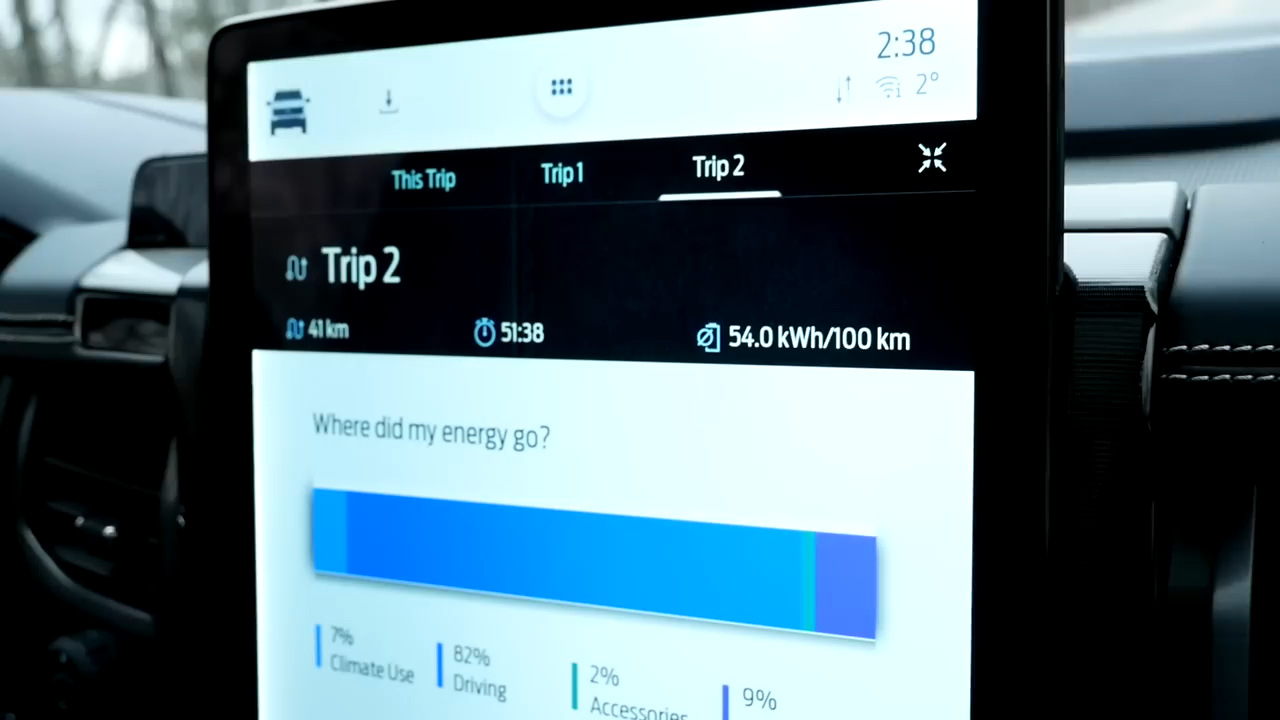 2:38
2°
This Trip Trip 1 Trip 2
Trip 2
41 km 51:38 54.0 kWh/100 km
Where did my energy go?
7% 82% 2% 9%
Climate Use Driving Accessories